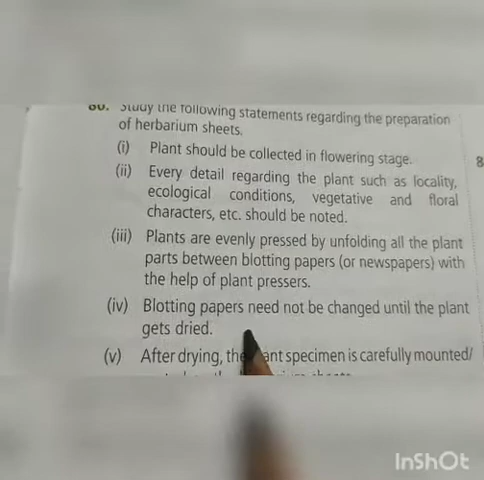 80. Study the following statements regarding the preparation
of herbarium sheets.
(i) Plant should be collected in flowering stage.
8
(ii) Every detail regarding the plant such as locality,
ecological conditions, vegetative and floral
characters, etc. should be noted.
(iii) Plants are evenly pressed by unfolding all the plant
parts between blotting papers (or newspapers) with
the help of plant pressers.
(iv) Blotting papers need not be changed until the plant
gets dried.
(v) After drying, the ant specimen is carefully mounted/
InShOt